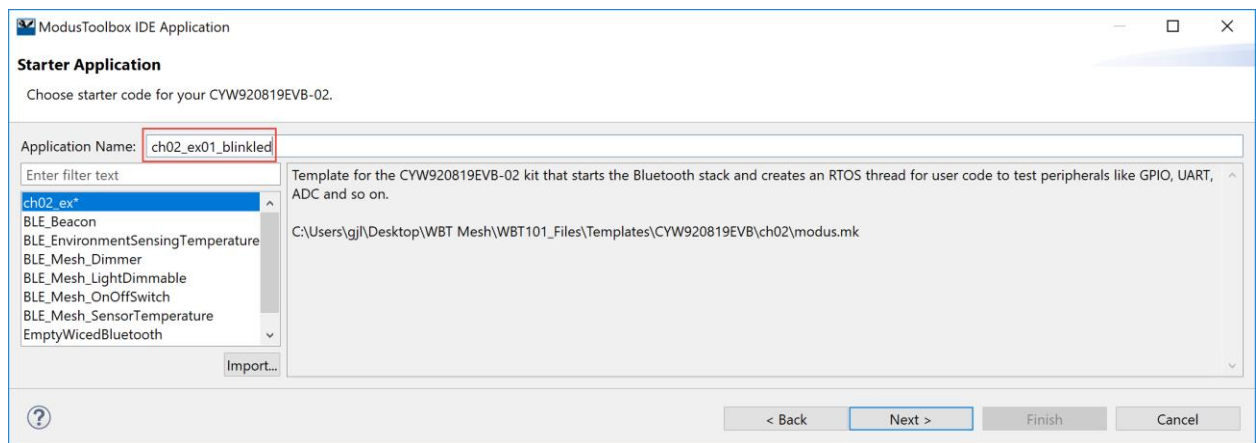 ModusToolbox IDE Application
Starter Application
Choose starter code for your CYW920819EVB-02.
Application Name: ch02_ex01_blinkled
Enter filter text
ch02_ex*
BLE_Beacon
BLE_EnvironmentSensingTemperature
BLE_Mesh_Dimmer
BLE_Mesh_LightDimmable
BLE_Mesh_OnOffSwitch
BLE_Mesh_SensorTemperature
EmptyWicedBluetooth
Import...
Template for the CYW920819EVB-02 kit that starts the Bluetooth stack and creates an RTOS thread for user code to test peripherals like GPIO, UART,
ADC and so on.
C:\Users\gjl\Desktop\WBT Mesh\WBT101_Files\Templates\CYW920819EVB\ch02\modus.mk
?
< Back Next > Finish Cancel